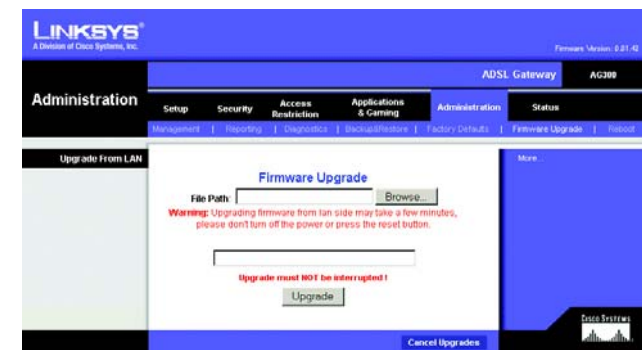 LINKSYS®
A Division of Cisco Systems, Inc.
Firmware Version: 0.01.42
ADSL Gateway AG300
Administration
Setup Security Access Restriction Applications & Gaming Administration Status
Management | Reporting | Diagnostics | Backup&Restore | Factory Defaults | Firmware Upgrade | Reboot
Upgrade From LAN
More...
Firmware Upgrade
File Path: Browse...
Warning: Upgrading firmware from lan side may take a few minutes,
please don't turn off the power or press the reset button.
Upgrade must NOT be interrupted !
Upgrade
Cancel Upgrades
CISCO SYSTEMS